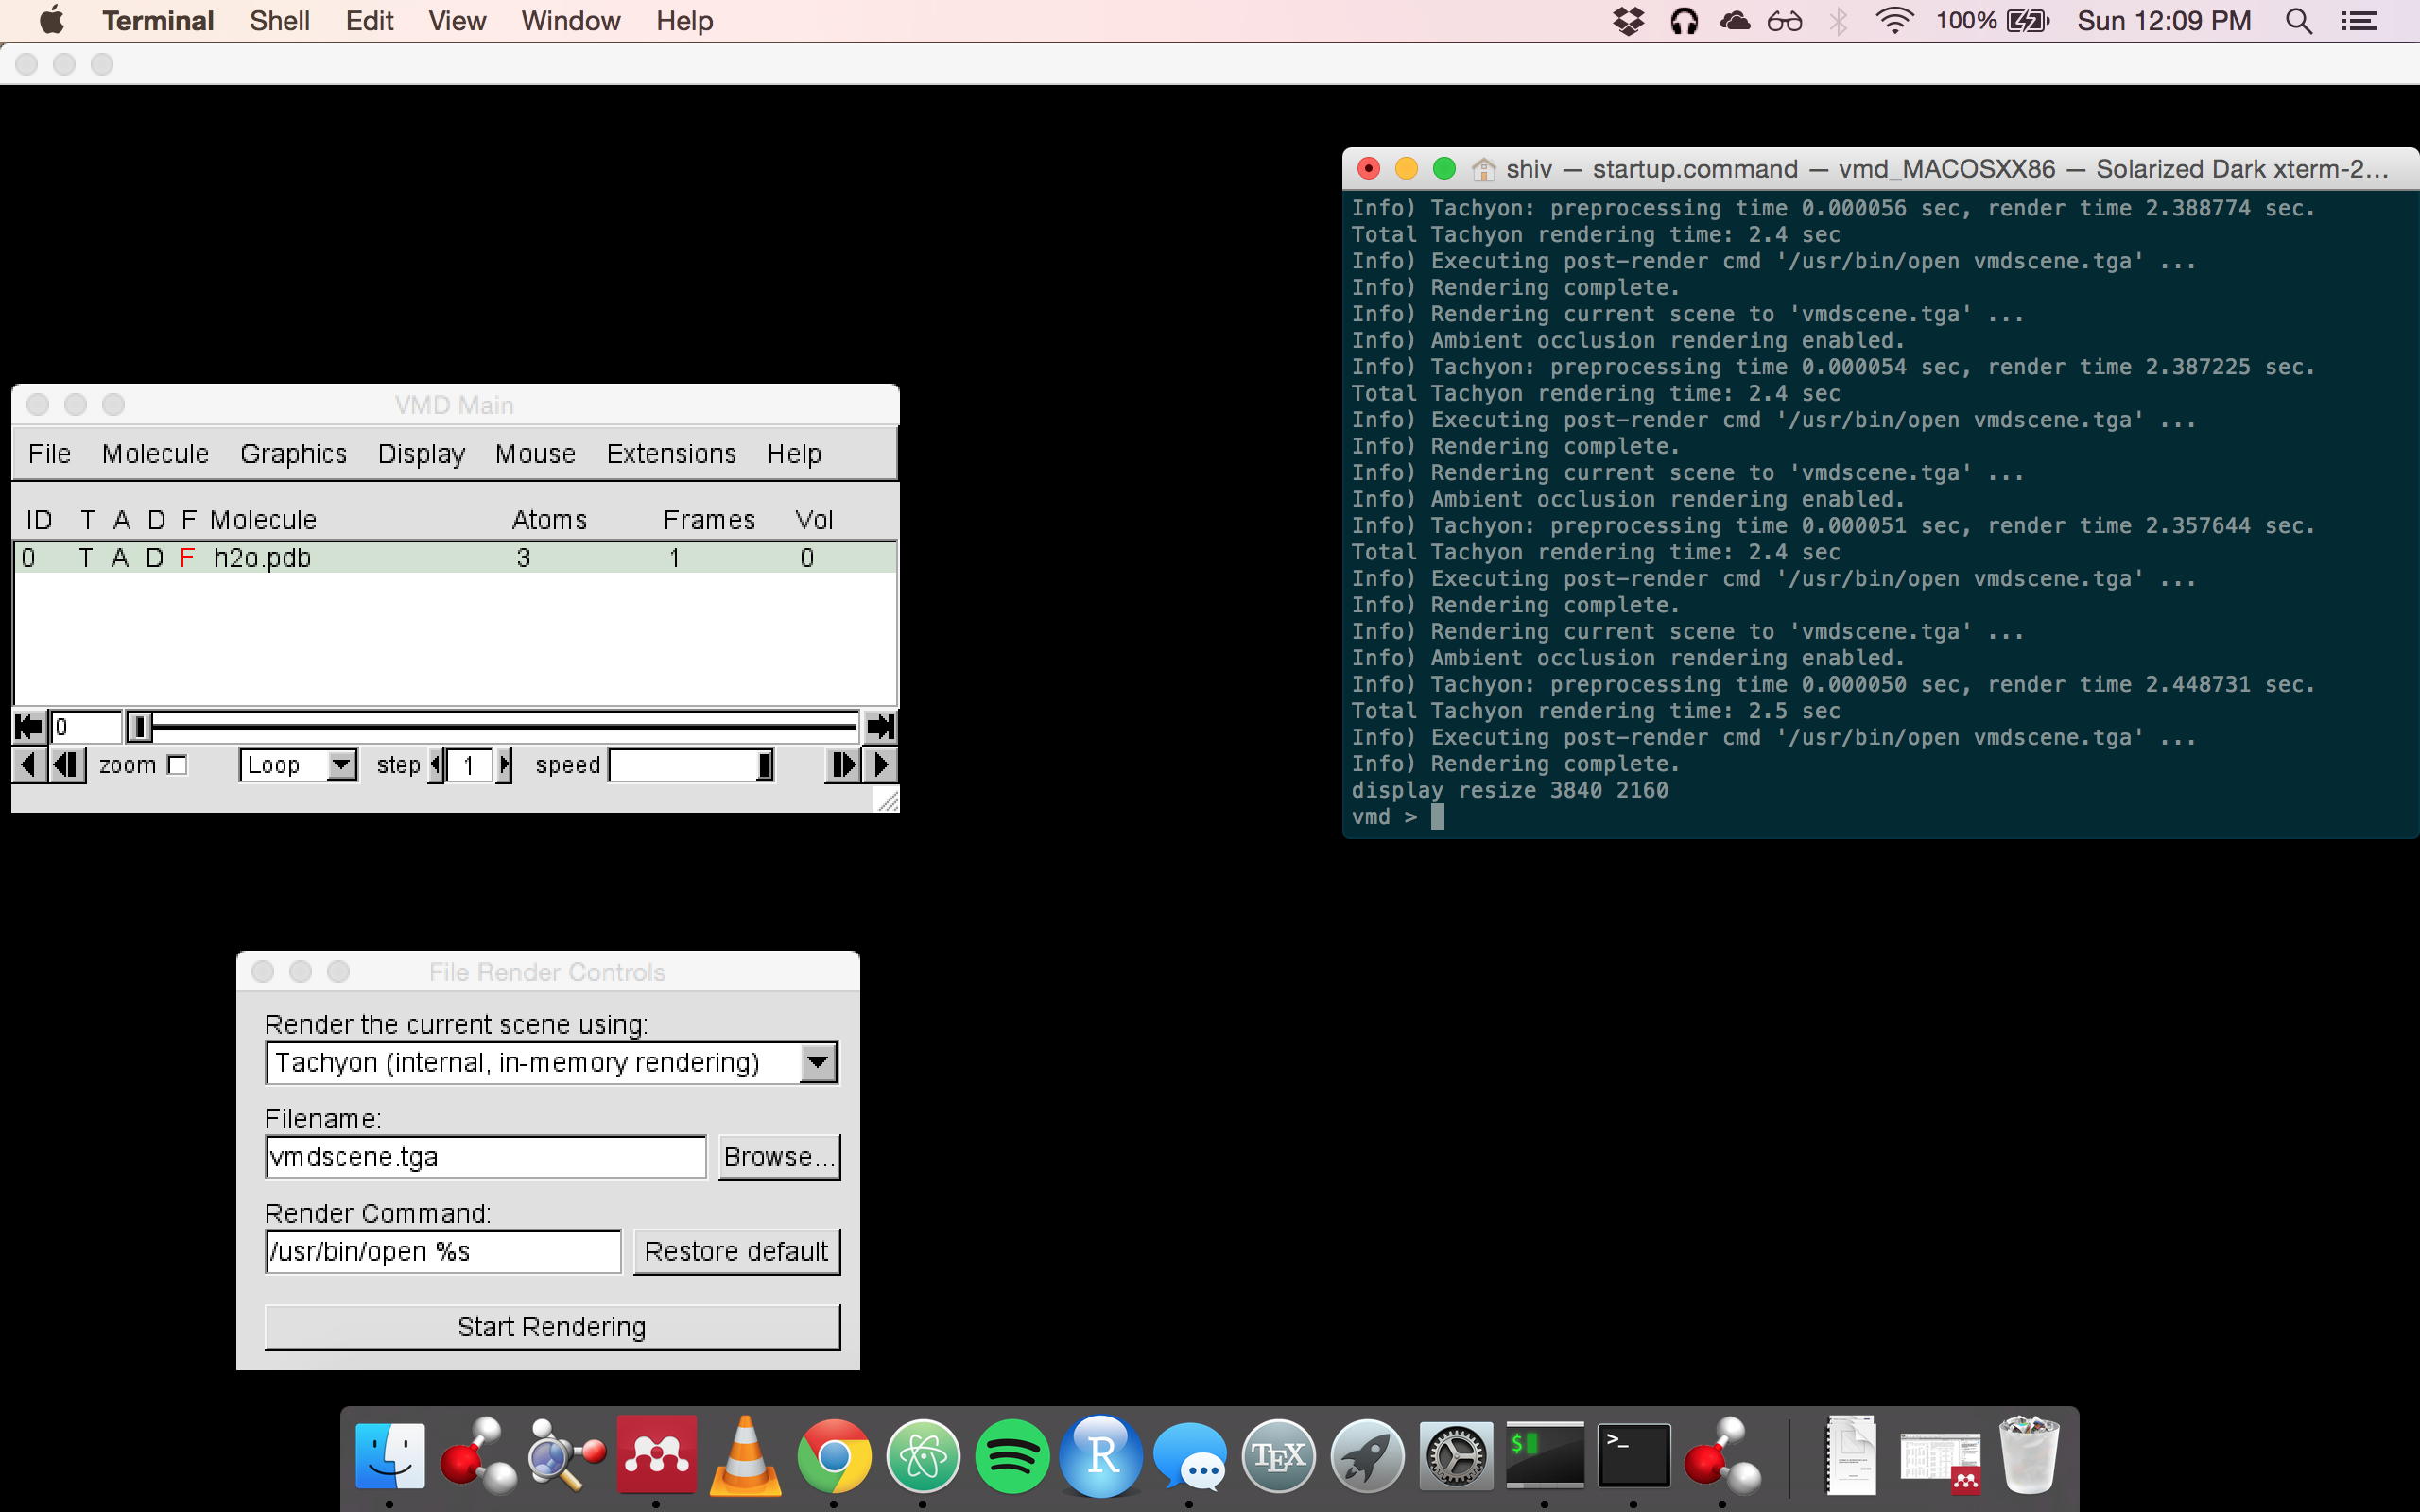 Terminal Shell Edit View Window Help 100% Sun 12:09 PM
shiv — startup.command — vmd_MACOSXX86 — Solarized Dark xterm-2...
Info) Tachyon: preprocessing time 0.000056 sec, render time 2.388774 sec.
Total Tachyon rendering time: 2.4 sec
Info) Executing post-render cmd '/usr/bin/open vmdscene.tga' ...
Info) Rendering complete.
Info) Rendering current scene to 'vmdscene.tga' ...
Info) Ambient occlusion rendering enabled.
Info) Tachyon: preprocessing time 0.000054 sec, render time 2.387225 sec.
Total Tachyon rendering time: 2.4 sec
Info) Executing post-render cmd '/usr/bin/open vmdscene.tga' ...
Info) Rendering complete.
Info) Rendering current scene to 'vmdscene.tga' ...
Info) Ambient occlusion rendering enabled.
Info) Tachyon: preprocessing time 0.000051 sec, render time 2.357644 sec.
Total Tachyon rendering time: 2.4 sec
Info) Executing post-render cmd '/usr/bin/open vmdscene.tga' ...
Info) Rendering complete.
Info) Rendering current scene to 'vmdscene.tga' ...
Info) Ambient occlusion rendering enabled.
Info) Tachyon: preprocessing time 0.000050 sec, render time 2.448731 sec.
Total Tachyon rendering time: 2.5 sec
Info) Executing post-render cmd '/usr/bin/open vmdscene.tga' ...
Info) Rendering complete.
display resize 3840 2160
vmd >
VMD Main
File Molecule Graphics Display Mouse Extensions Help
ID T A D F Molecule Atoms Frames Vol
0 T A D F h2o.pdb 3 1 0
0
zoom Loop step 1 speed
File Render Controls
Render the current scene using:
Tachyon (internal, in-memory rendering)
Filename:
vmdscene.tga Browse...
Render Command:
/usr/bin/open %s Restore default
Start Rendering
R TEX $ >_